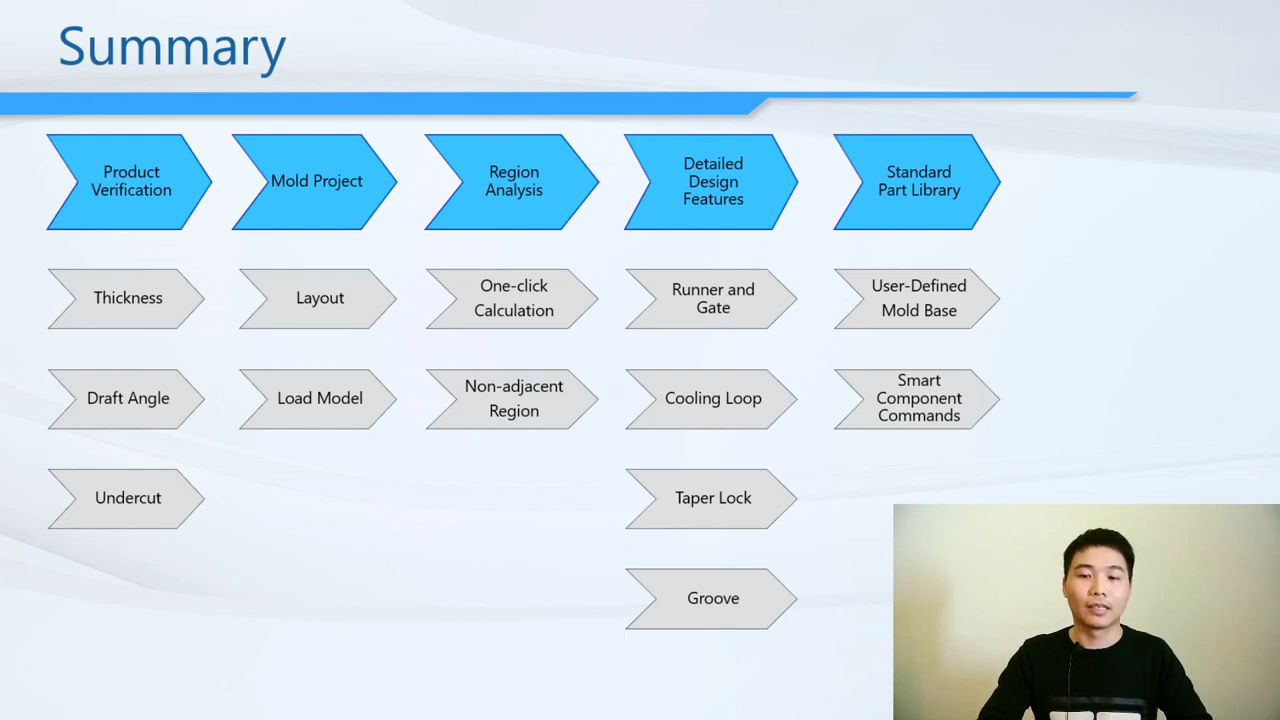 Summary
Product
Verification
Mold Project
Region
Analysis
Detailed
Design
Features
Standard
Part Library
Thickness
Layout
One-click
Calculation
Runner and
Gate
User-Defined
Mold Base
Draft Angle
Load Model
Non-adjacent
Region
Cooling Loop
Smart
Component
Commands
Undercut
Taper Lock
Groove